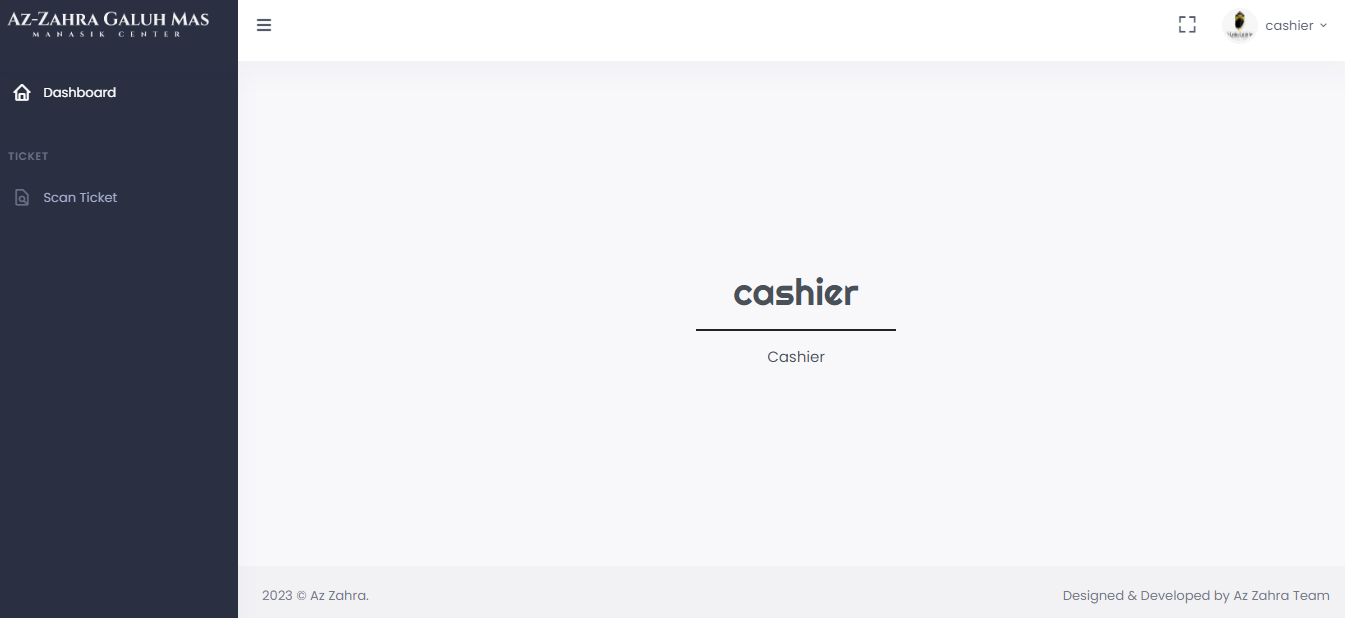 Az-Zahra Galuh Mas
MANASIK CENTER
cashier
Dashboard
TICKET
Scan Ticket
cashier
Cashier
2023 © Az Zahra.
Designed & Developed by Az Zahra Team